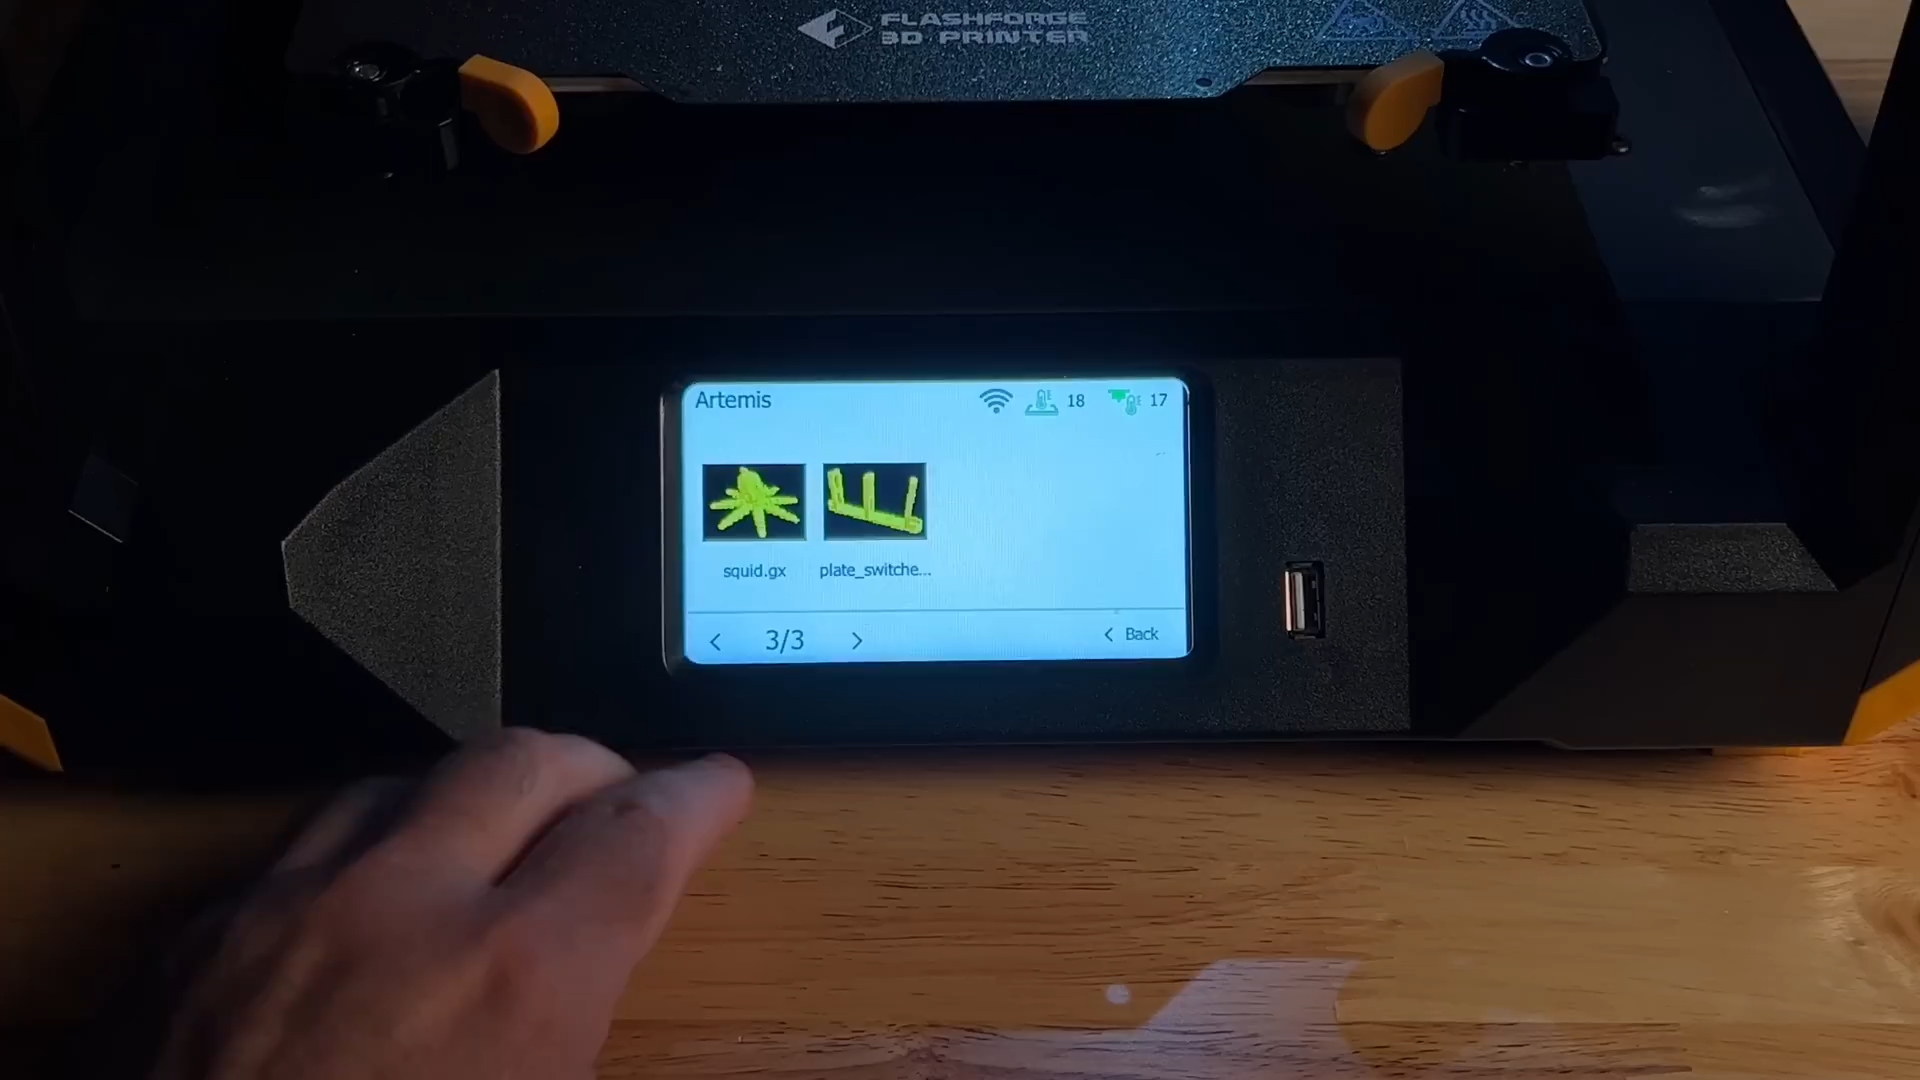 FLASHFORGE
3D PRINTER
Artemis 18 17
squid.gx plate_switche...
< 3/3 > < Back